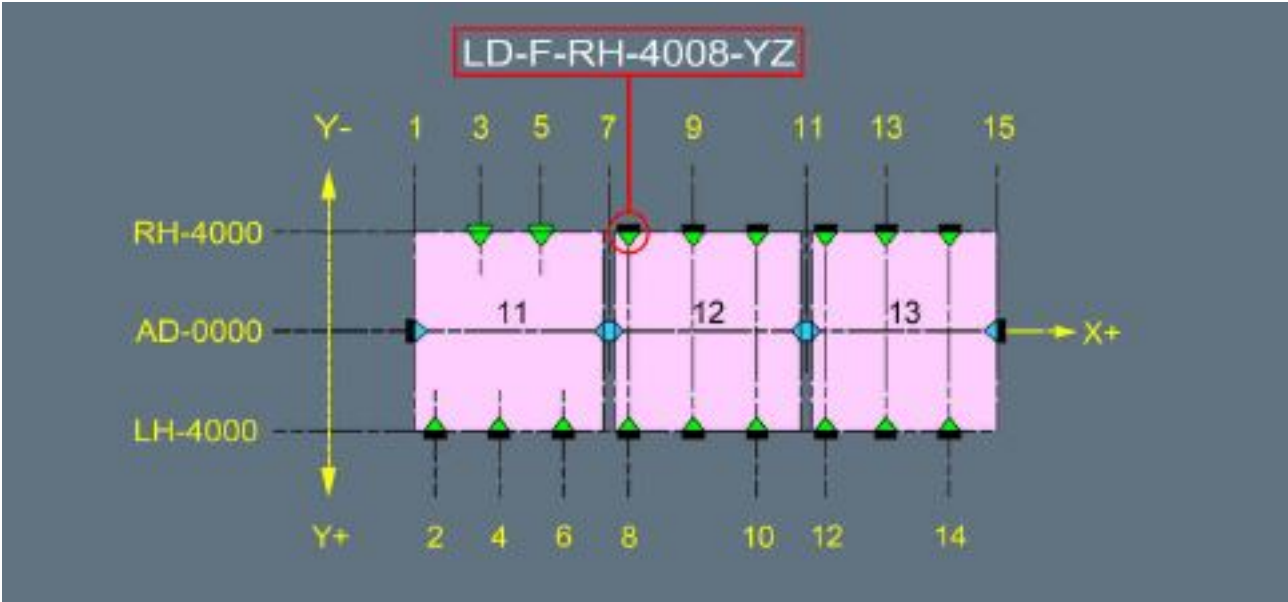 LD-F-RH-4008-YZ
Y- 1 3 5 7 9 11 13 15
RH-4000
11 12 13
AD-0000 X+
LH-4000
Y+ 2 4 6 8 10 12 14